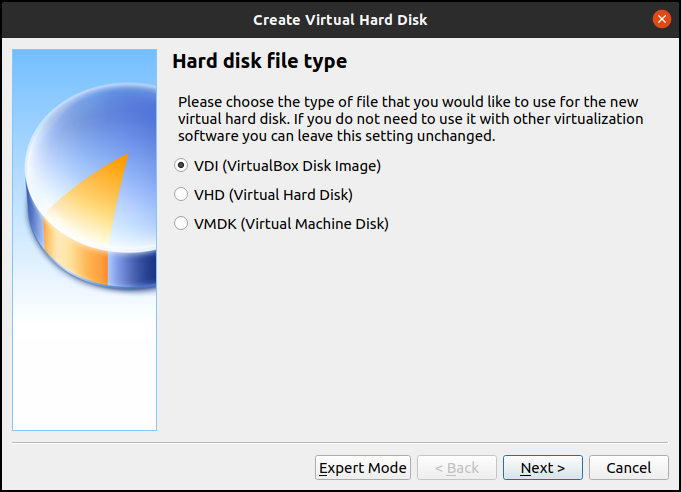 Create Virtual Hard Disk
Hard disk file type
Please choose the type of file that you would like to use for the new
virtual hard disk. If you do not need to use it with other virtualization
software you can leave this setting unchanged.
VDI (VirtualBox Disk Image)
VHD (Virtual Hard Disk)
VMDK (Virtual Machine Disk)
Expert Mode
< Back
Next >
Cancel